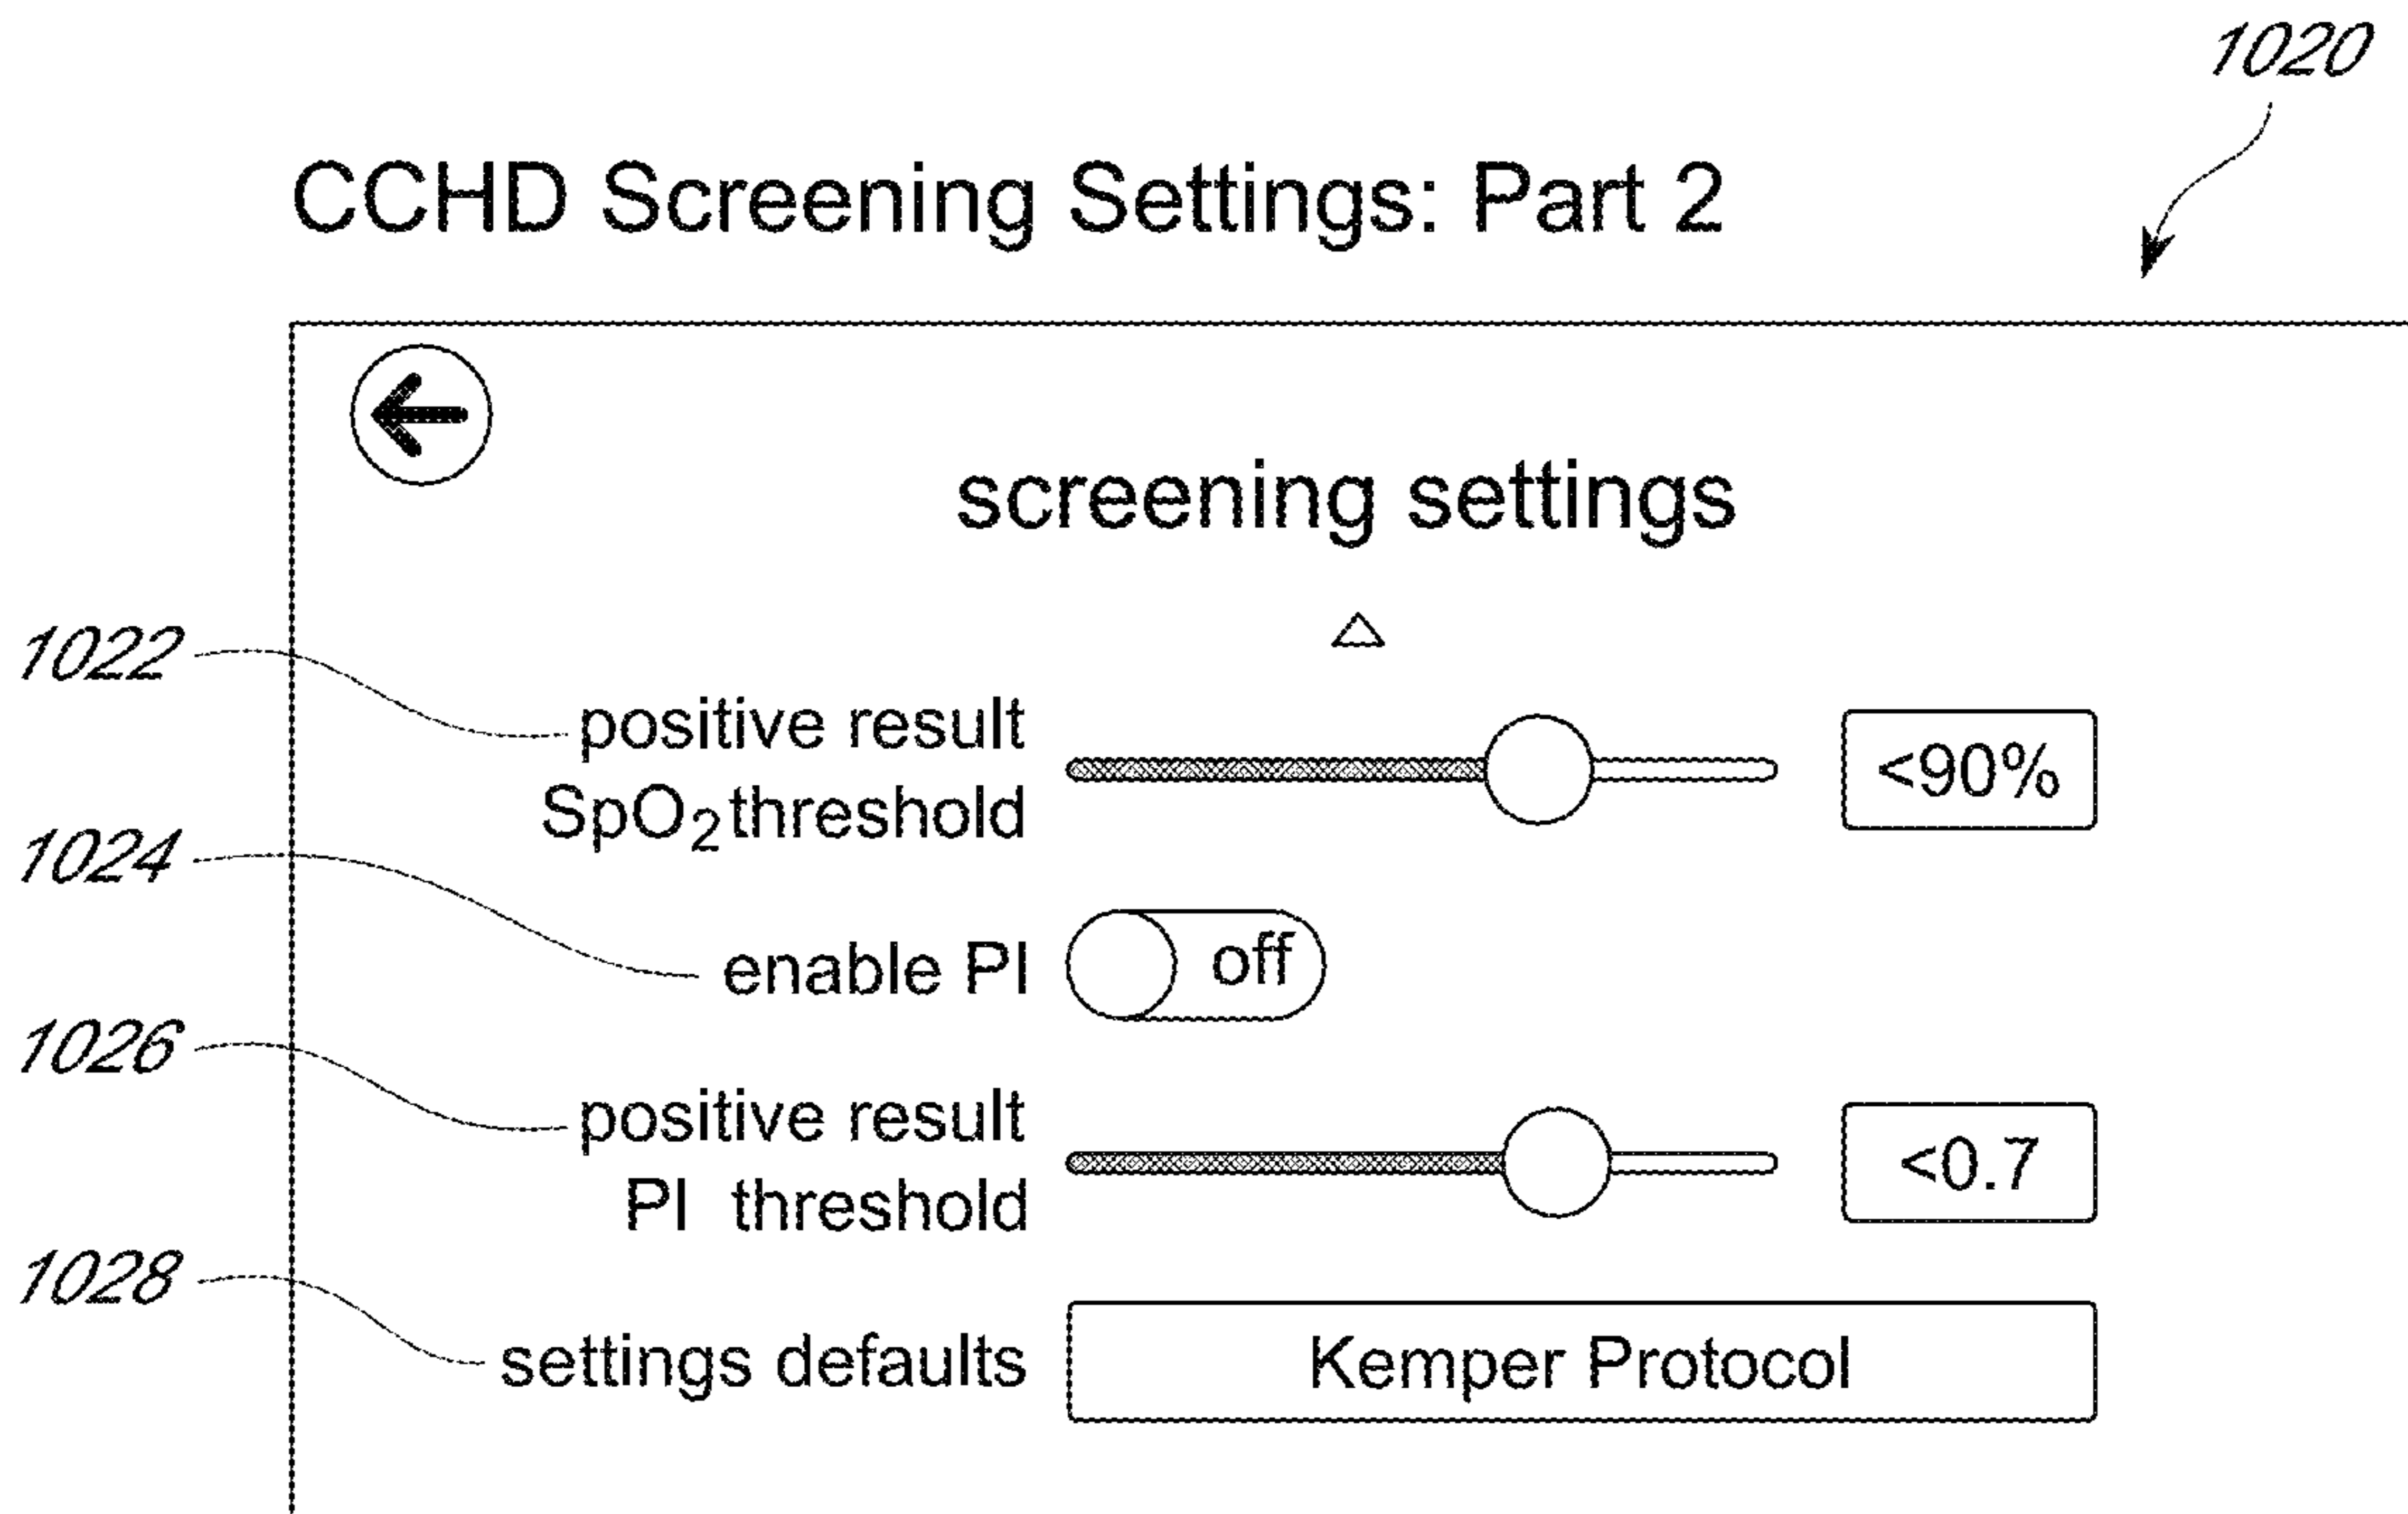 1020
CCHD Screening Settings: Part 2
screening settings
1022
positive result
SpO₂ threshold
<90%
1024
enable PI
off
1026
positive result
PI threshold
<0.7
1028
settings defaults
Kemper Protocol